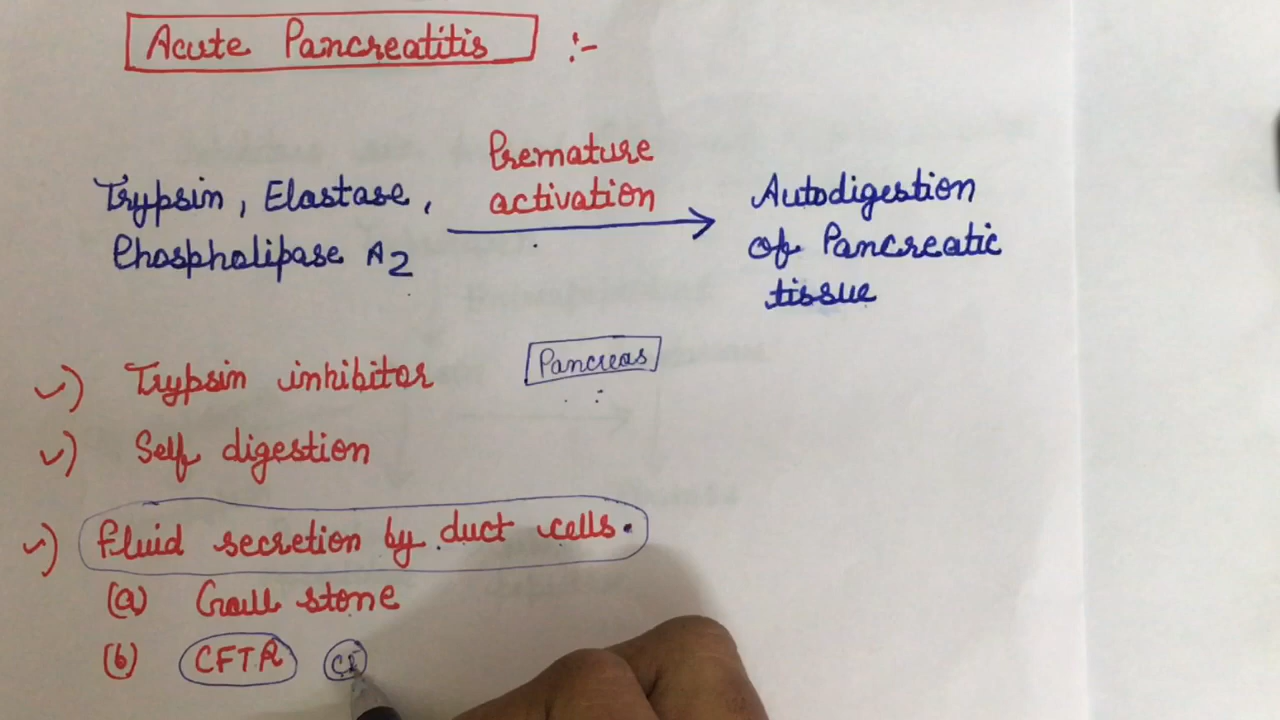 Acute Pancreatitis :-
Premature
activation
Trypsin, Elastase,
Phospholipase A2
Autodigestion
of Pancreatic
tissue
✓) Trypsin inhibitor
Pancreas
✓) Self digestion
✓) Fluid secretion by duct cells.
(a) Gall stone
(b) CFTR